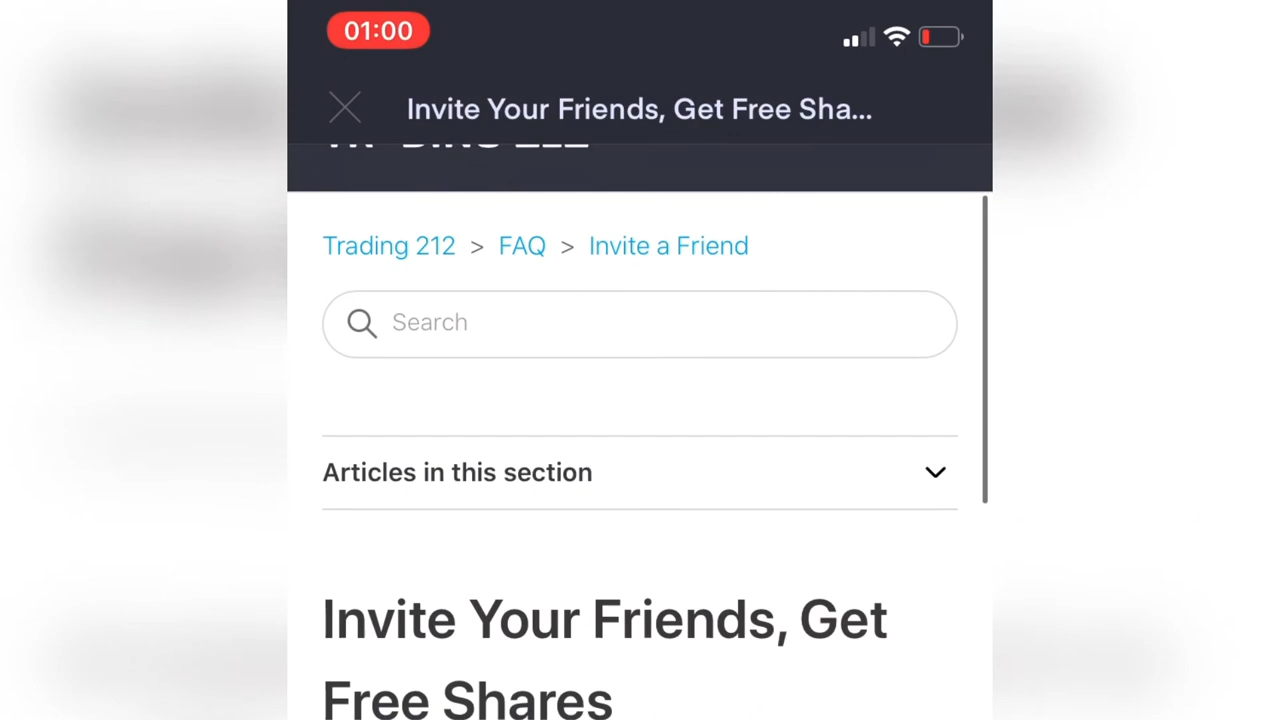 01:00
Invite Your Friends, Get Free Sha...
Trading 212 > FAQ > Invite a Friend
Search
Articles in this section
Invite Your Friends, Get
Free Shares